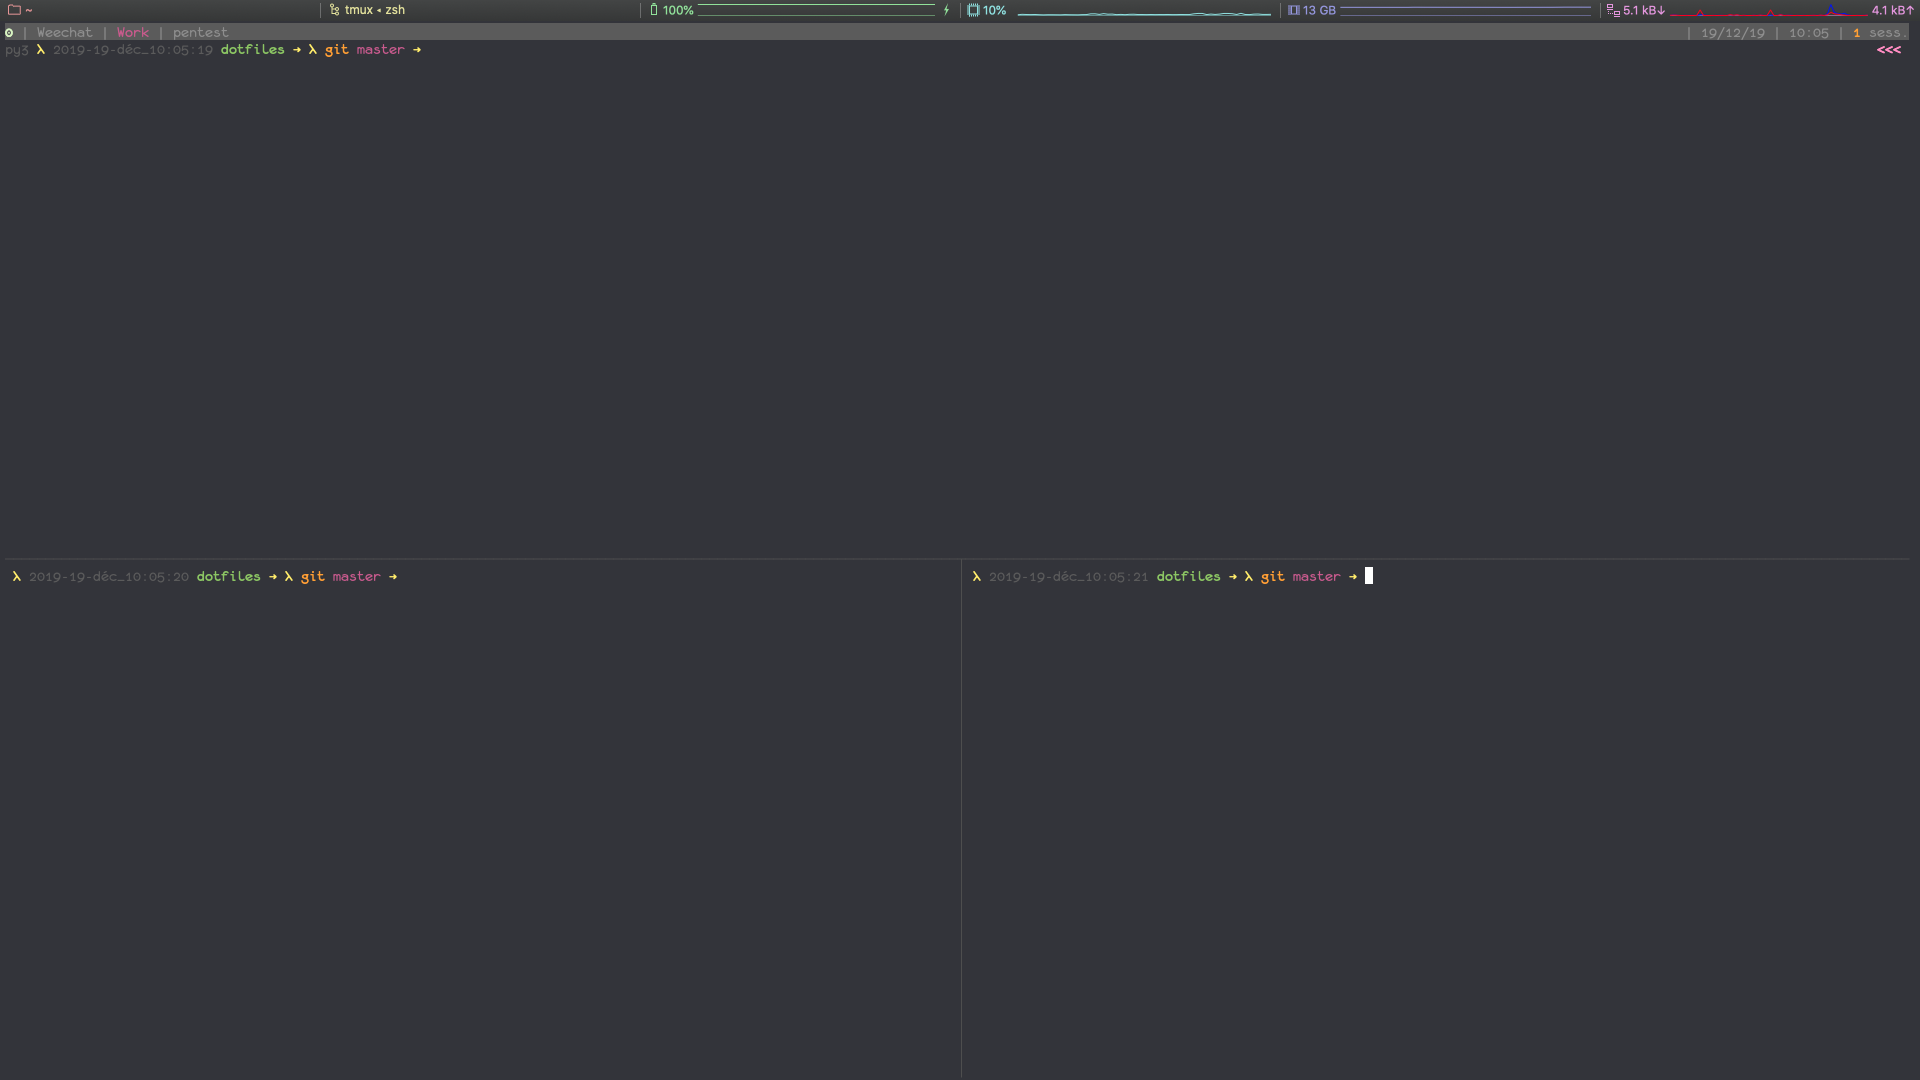 ~ tmux ◂ zsh 100% 10% 13 GB 5.1 kB↓ 4.1 kB↑
0 | Weechat | Work | pentest | 19/12/19 | 10:05 | 1 sess.
py3 λ 2019-19-déc_10:05:19 dotfiles ➜ λ git master ➜ <<<
λ 2019-19-déc_10:05:20 dotfiles ➜ λ git master ➜
λ 2019-19-déc_10:05:21 dotfiles ➜ λ git master ➜